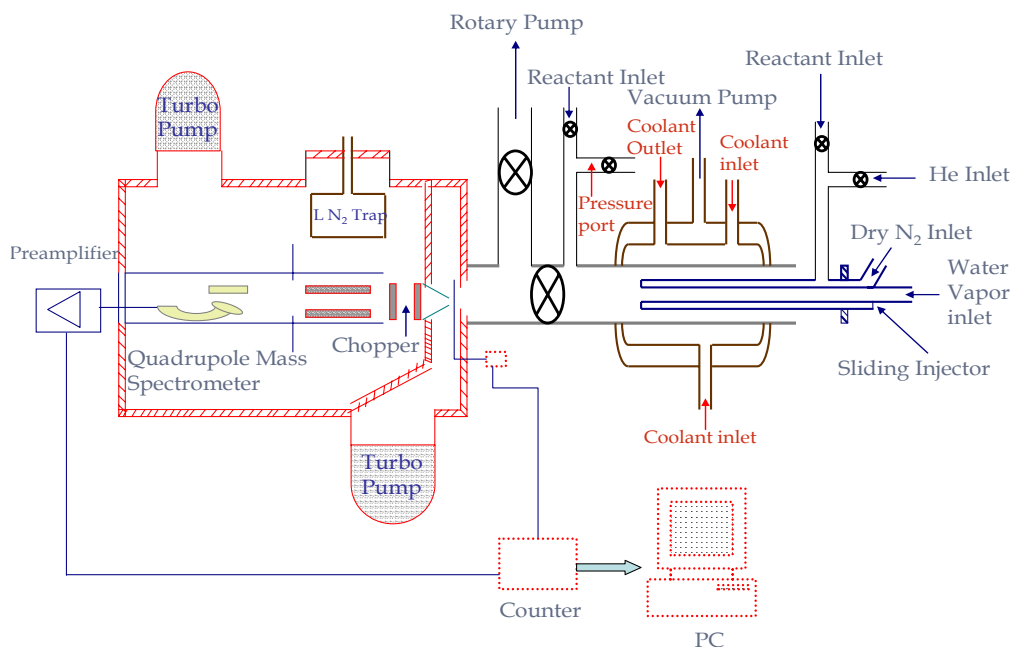 Rotary Pump
Reactant Inlet
Vacuum Pump
Reactant Inlet
Turbo
Pump
Coolant
Outlet
Coolant
inlet
He Inlet
L N₂ Trap
Pressure
port
Dry N₂ Inlet
Preamplifier
Water
Vapor
inlet
Chopper
Quadrupole Mass
Spectrometer
Sliding Injector
Coolant inlet
Turbo
Pump
Counter
PC